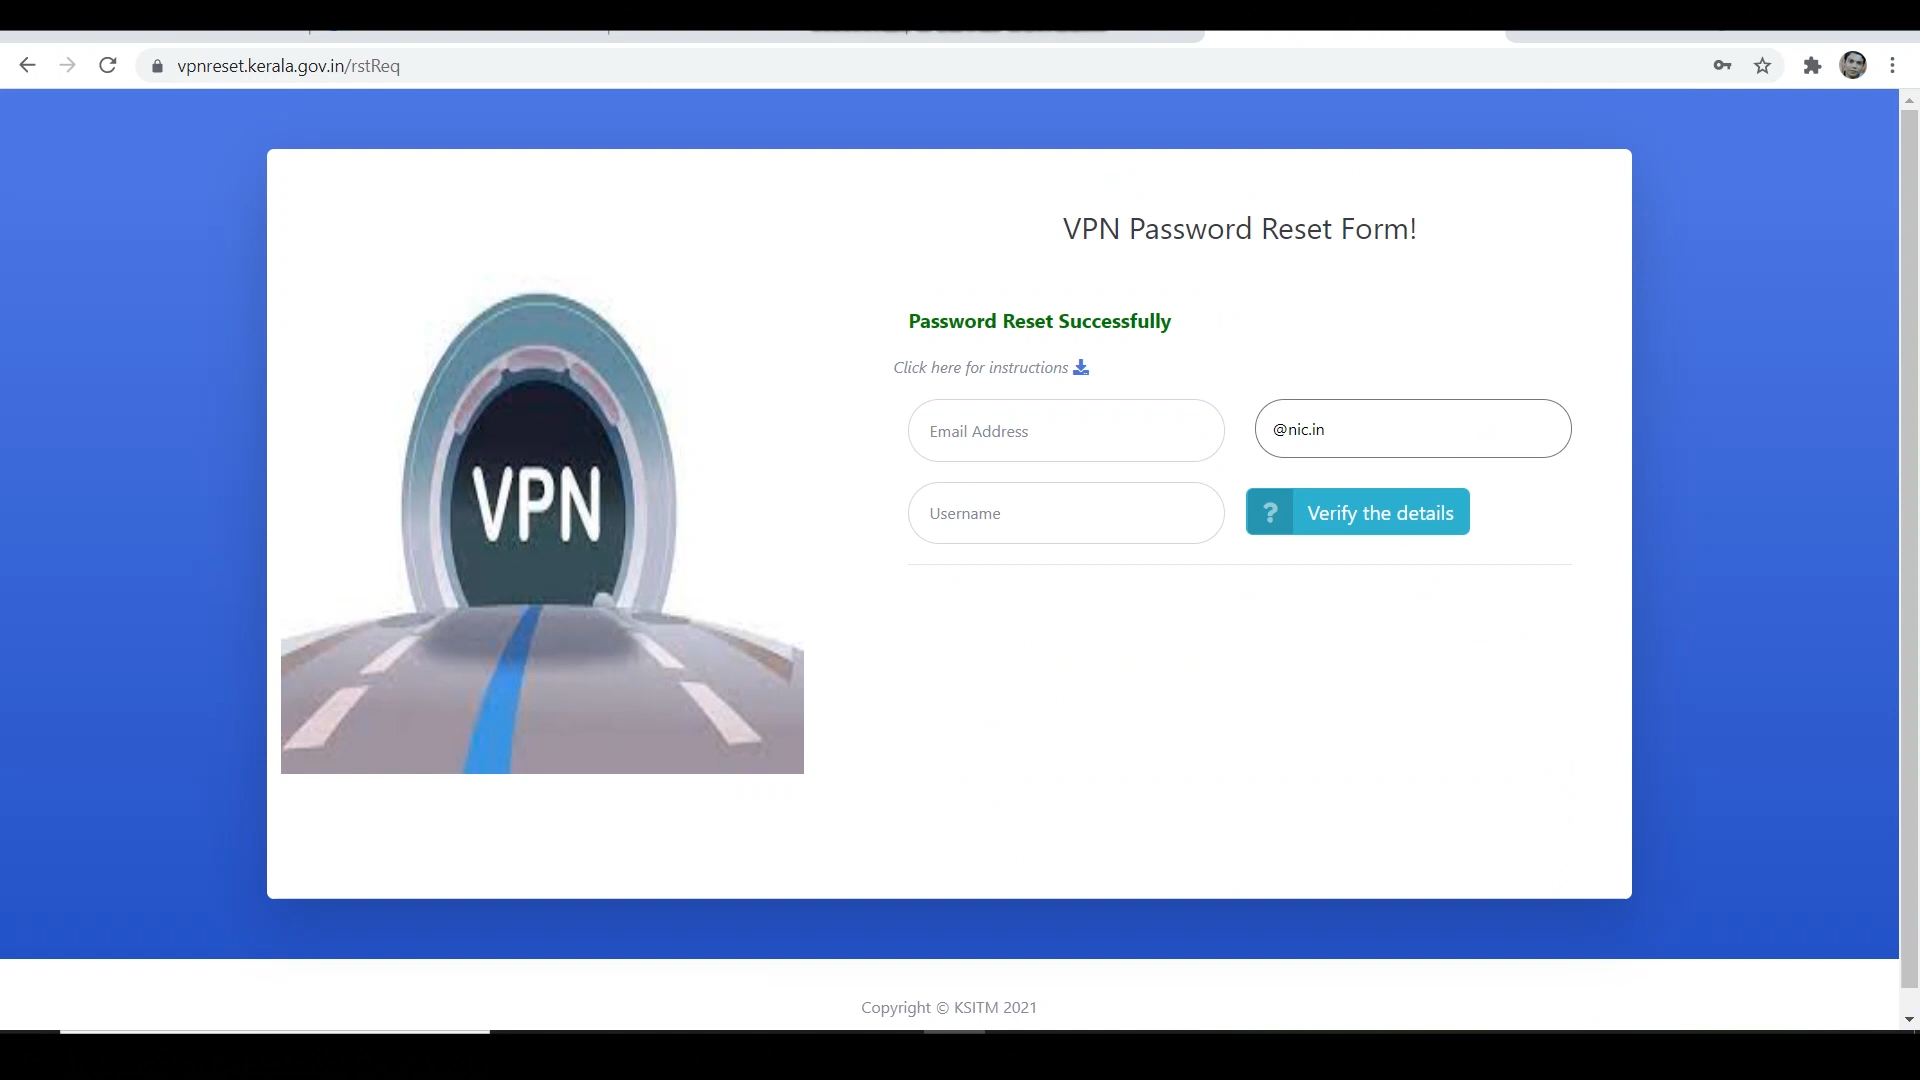 vpnreset.kerala.gov.in/rstReq
VPN Password Reset Form!
Password Reset Successfully
Click here for instructions
Email Address
@nic.in
Username
? Verify the details
VPN
Copyright © KSITM 2021